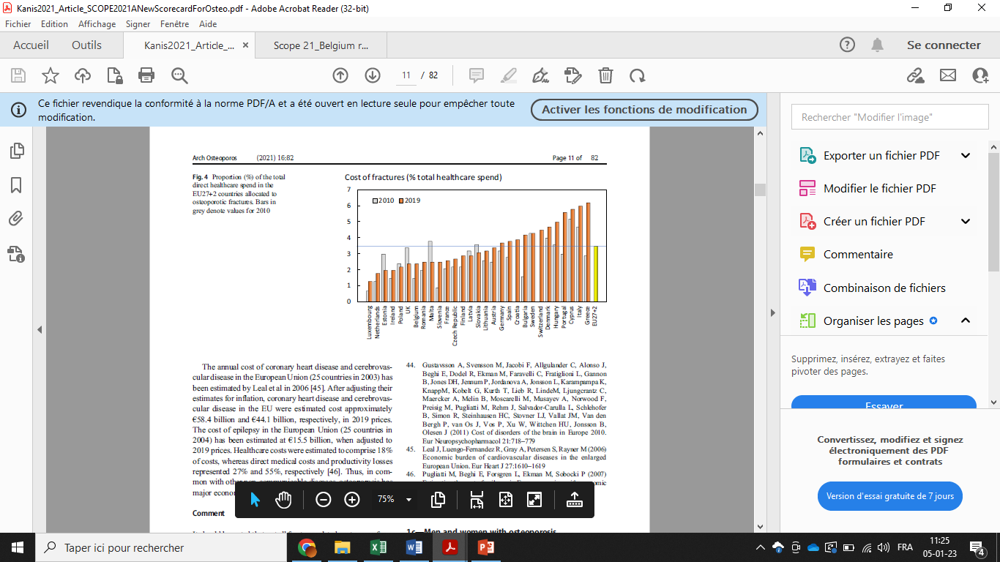 Kanis2021_Article_SCOPE2021ANewScorecardForOsteo.pdf - Adobe Acrobat Reader (32-bit)
Fichier Edition Affichage Signer Fenêtre Aide
Accueil Outils Kanis2021_Article_... × Scope 21_Belgium r... Se connecter
11 / 82
Ce fichier revendique la conformité à la norme PDF/A et a été ouvert en lecture seule pour empêcher toute
modification.
Activer les fonctions de modification
Arch Osteoporos (2021) 16:82 Page 11 of 82
Fig. 4 Proportion (%) of the total
direct healthcare spend in the
EU27+2 countries allocated to
osteoporotic fractures. Bars in
grey denote values for 2010
Cost of fractures (% total healthcare spend)
2010 2019
7
6
5
4
3
2
1
0
Luxembourg
Netherlands
Estonia
Ireland
Poland
UK
Belgium
Romania
Malta
Slovenia
France
Czech Republic
Finland
Latvia
Slovakia
Lithuania
Austria
Germany
Spain
Croatia
Bulgaria
Sweden
Switzerland
Denmark
Hungary
Portugal
Cyprus
Italy
Greece
EU27+2
The annual cost of coronary heart disease and cerebrovas-
cular disease in the European Union (25 countries in 2003) has
been estimated by Leal et al in 2006 [45]. After adjusting their
estimates for inflation, coronary heart disease and cerebrovas-
cular disease in the EU were estimated cost approximately
€58.4 billion and €44.1 billion, respectively, in 2019 prices.
The cost of epilepsy in the European Union (25 countries in
2004) has been estimated at €15.5 billion, when adjusted to
2019 prices. Healthcare costs were estimated to comprise 18%
of costs, whereas direct medical costs and productivity losses
represented 27% and 55%, respectively [46]. Thus, in com-
mon with other
major econo
Comment
44. Gustavsson A, Svensson M, Jacobi F, Allgulander C, Alonso J,
Beghi E, Dodel R, Ekman M, Faravelli C, Fratiglioni L, Gannon
B, Jones DH, Jennum P, Jordanova A, Jonsson L, Karampampa K,
KnappM, Kobelt G, Kurth T, Lieb R, LindeM, Ljungcrantz C,
Maercker A, Melin B, Moscarelli M, Musayev A, Norwood F,
Preisig M, Pugliatti M, Rehm J, Salvador-Carulla L, Schlehofer
B, Simon R, Steinhausen HC, Stovner LJ, Vallat JM, Van den
Bergh P, van Os J, Vos P, Xu W, Wittchen HU, Jonsson B,
Olesen J (2011) Cost of disorders of the brain in Europe 2010.
Eur Neuropsychopharmacol 21:718–779
45. Leal J, Luengo-Fernandez R, Gray A, Petersen S, Rayner M (2006)
Economic burden of cardiovascular diseases in the enlarged
European Union. Eur Heart J 27:1610–1619
46. Pugliatti M, Beghi E, Forsgren L, Ekman M, Sobocki P (2007)
1c—Men and women with osteoporosis
75%
Rechercher "Modifier l'image"
Exporter un fichier PDF
Modifier le fichier PDF
Créer un fichier PDF
Commentaire
Combinaison de fichiers
Organiser les pages
Supprimez, insérez, extrayez et faites
pivoter des pages.
Essayer
Convertissez, modifiez et signez
électroniquement des PDF
formulaires et contrats
Version d'essai gratuite de 7 jours
Taper ici pour rechercher
FRA
11:25
05-01-23
4